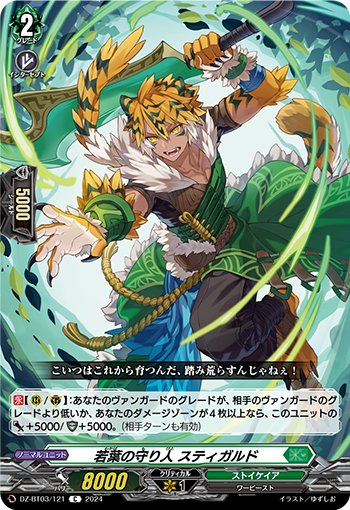 2
グレード
インターセプト
5000
シールド
こいつはこれから育つんだ、踏み荒らすんじゃねぇ！
永【(V)/(R)】：あなたのヴァンガードのグレードが、相手のヴァンガードのグ
レードより低いか、あなたのダメージゾーンが４枚以上なら、このユニットの
+5000/+5000。（相手ターンも有効）
ノーマルユニット
若葉の守り人 スティガルド
パワー
8000
クリティカル
1
ストイケイア
ワービースト
DZ-BT03/121 C 2024
イラスト／ゆずしお